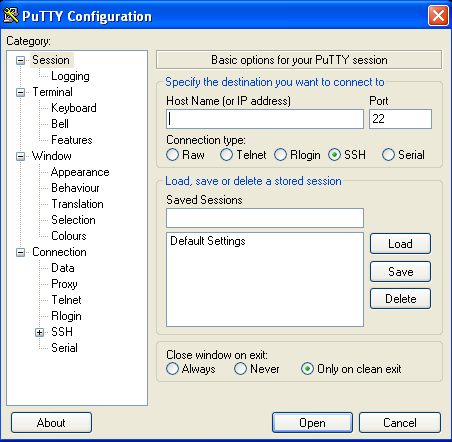 PuTTY Configuration
Category:
Session
Logging
Terminal
Keyboard
Bell
Features
Window
Appearance
Behaviour
Translation
Selection
Colours
Connection
Data
Proxy
Telnet
Rlogin
SSH
Serial
Basic options for your PuTTY session
Specify the destination you want to connect to
Host Name (or IP address) Port
22
Connection type:
Raw Telnet Rlogin SSH Serial
Load, save or delete a stored session
Saved Sessions
Default Settings
Load
Save
Delete
Close window on exit:
Always Never Only on clean exit
About Open Cancel